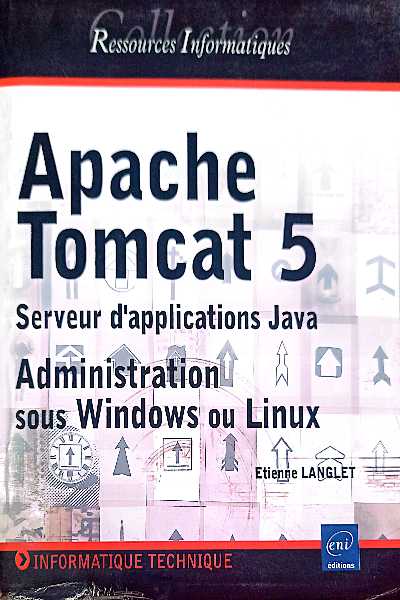 Collection
Ressources Informatiques
Apache
Tomcat 5
Serveur d'applications Java
Administration
sous Windows ou Linux
Etienne LANGLET
INFORMATIQUE TECHNIQUE
eni
éditions